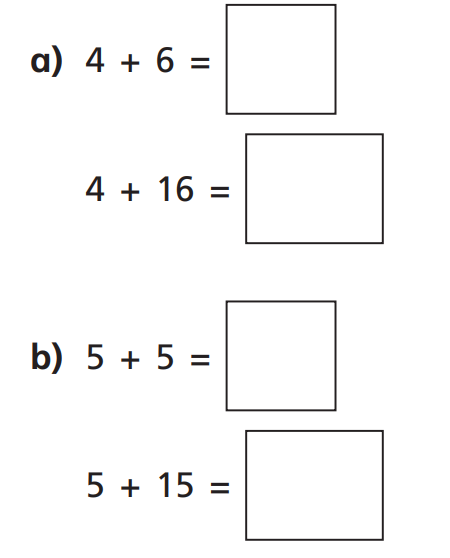 a) 4 + 6 =
4 + 16 =
b) 5 + 5 =
5 + 15 =